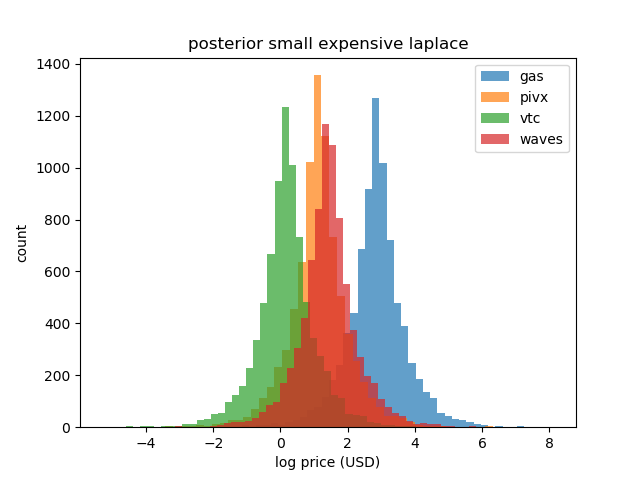 posterior small expensive laplace
1400
1200
1000
800
600
400
200
0
count
gas
pivx
vtc
waves
−4
−2
0
2
4
6
8
log price (USD)